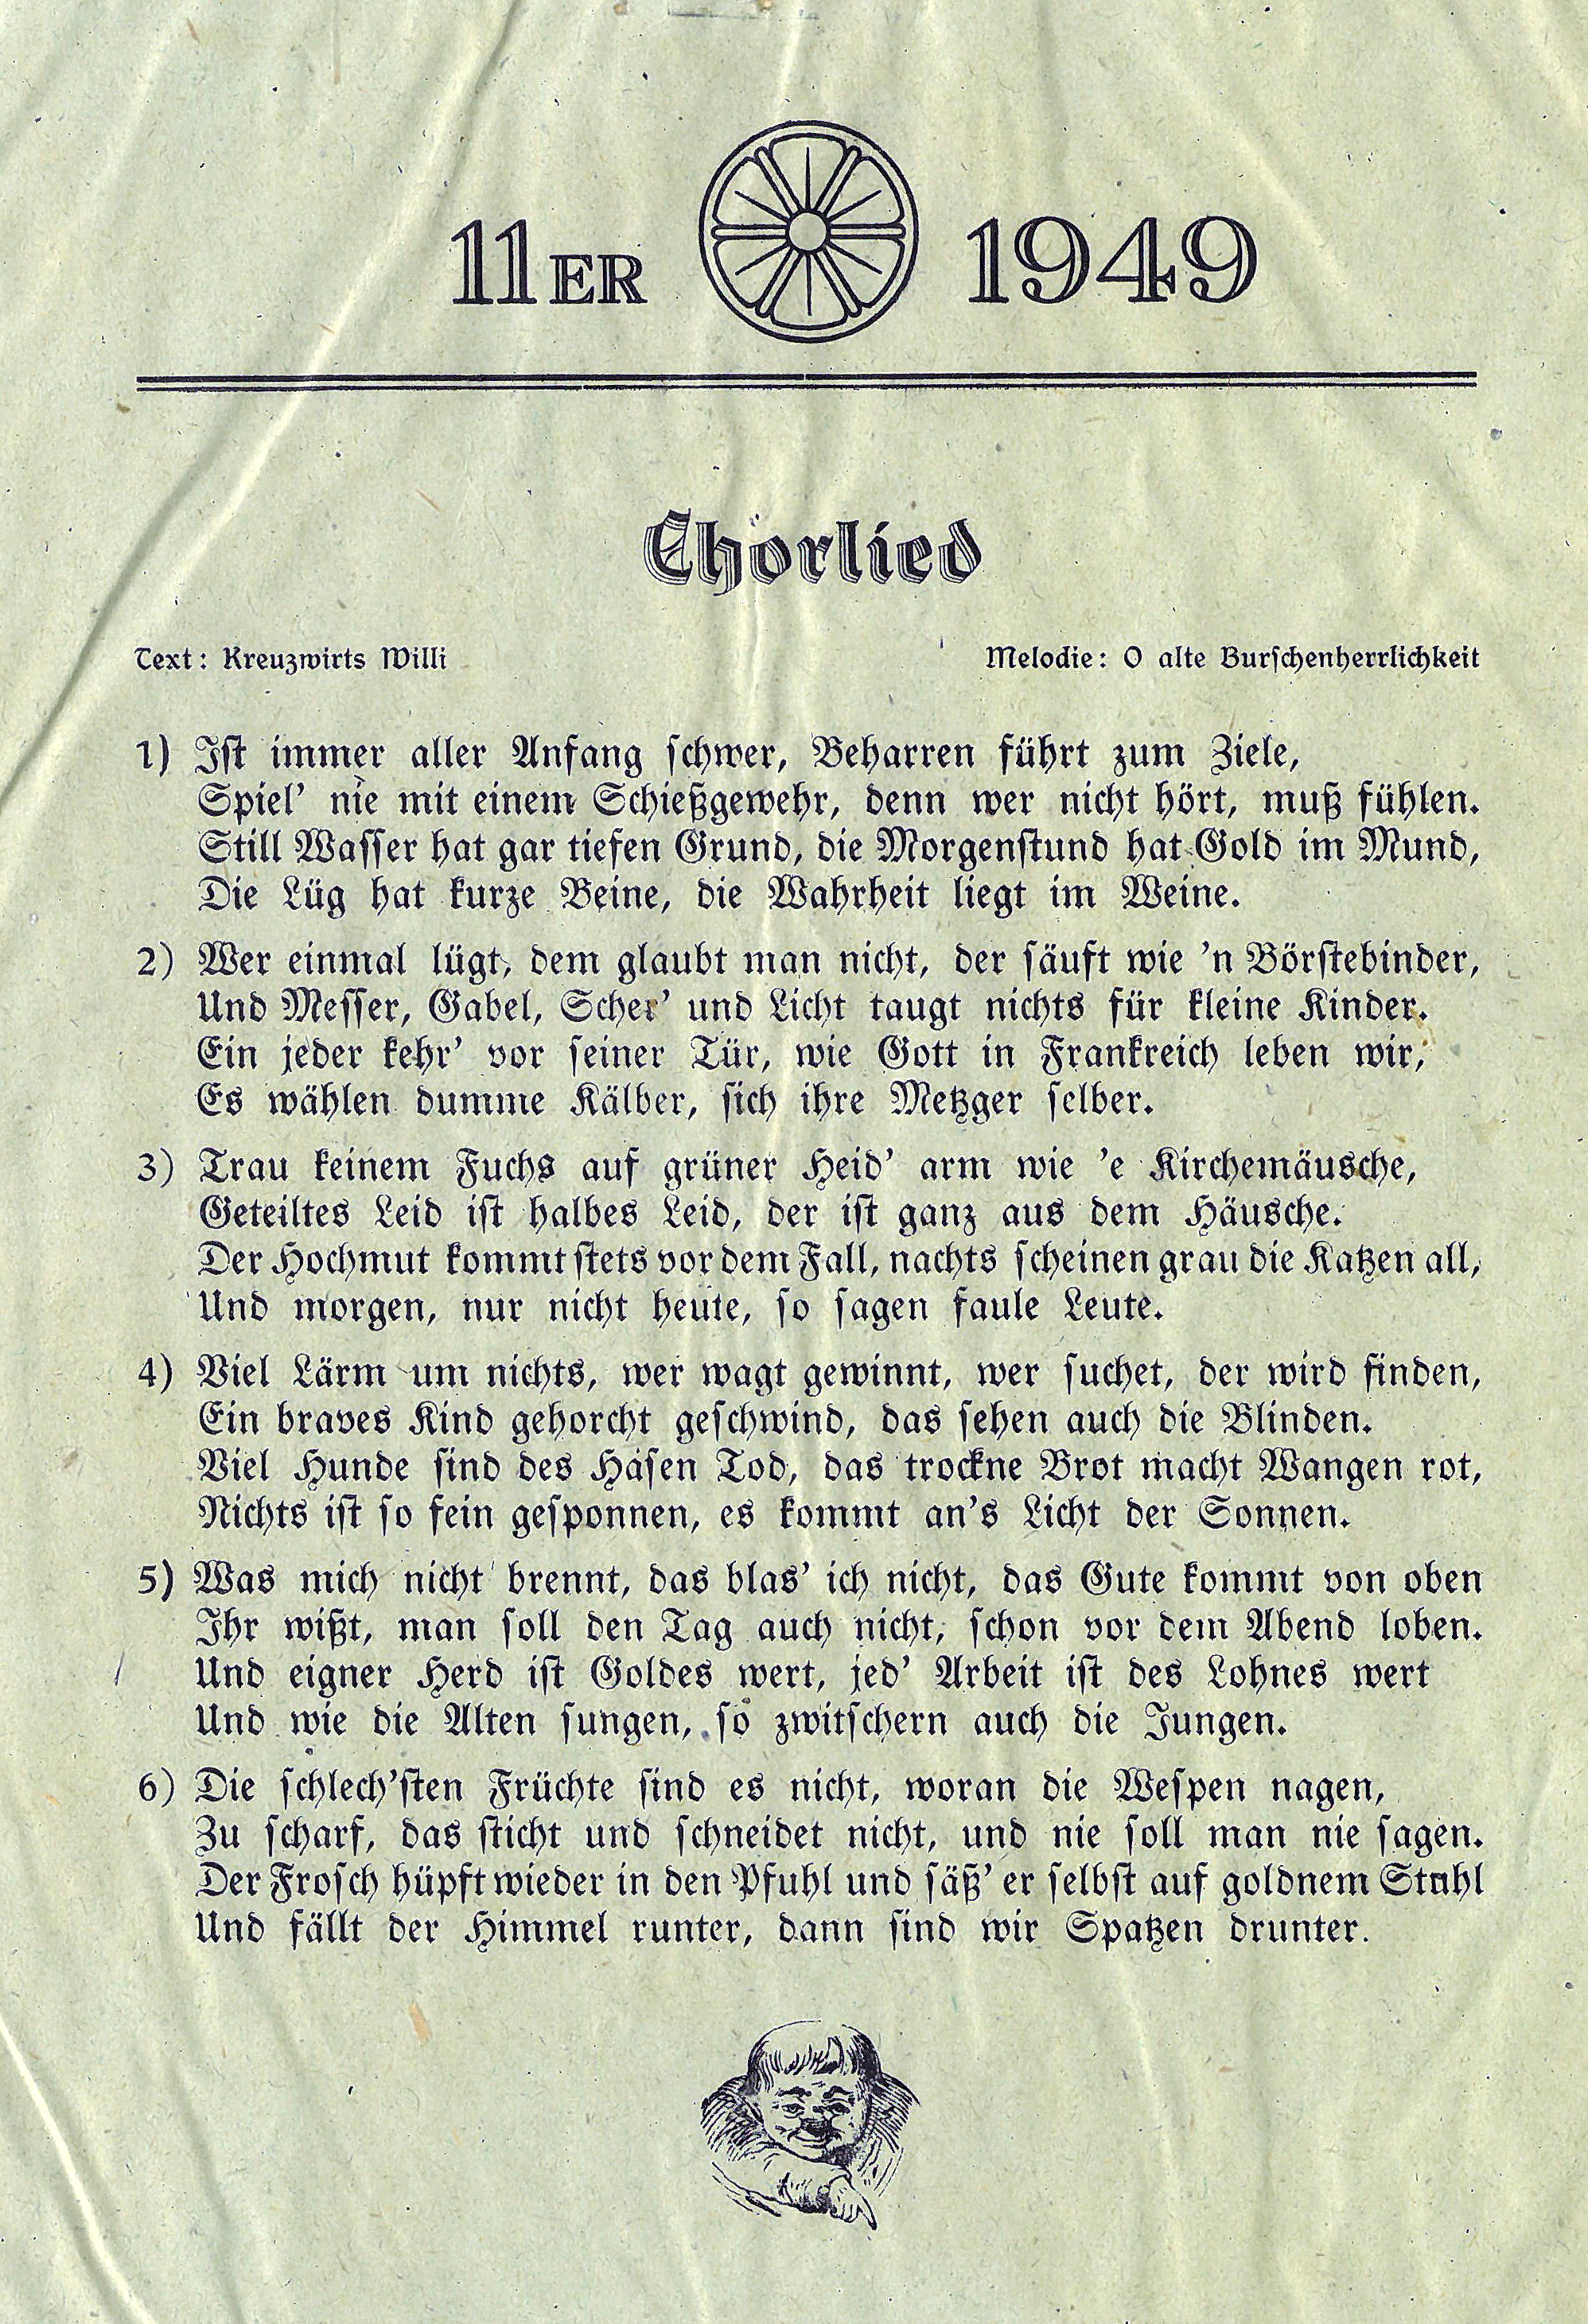 11ER 1949
Chorlied
Text: Kreuzwirts Willi
Melodie: O alte Burschenherrlichkeit
1) Ist immer aller Anfang schwer, Beharren führt zum Ziele,
Spiel' nie mit einem Schießgewehr, denn wer nicht hört, muß fühlen.
Still Wasser hat gar tiefen Grund, die Morgenstund hat Gold im Mund,
Die Lüg hat kurze Beine, die Wahrheit liegt im Weine.
2) Wer einmal lügt, dem glaubt man nicht, der säuft wie 'n Börstebinder,
Und Messer, Gabel, Scher' und Licht taugt nichts für kleine Kinder.
Ein jeder kehr' vor seiner Tür, wie Gott in Frankreich leben wir,
Es wählen dumme Kälber, sich ihre Metzger selber.
3) Trau keinem Fuchs auf grüner Heid' arm wie 'e Kirchemäusche,
Geteiltes Leid ist halbes Leid, der ist ganz aus dem Häusche.
Der Hochmut kommt stets vor dem Fall, nachts scheinen grau die Katzen all,
Und morgen, nur nicht heute, so sagen faule Leute.
4) Viel Lärm um nichts, wer wagt gewinnt, wer suchet, der wird finden,
Ein braves Kind gehorcht geschwind, das sehen auch die Blinden.
Viel Hunde sind des Hasen Tod, das trockne Brot macht Wangen rot,
Nichts ist so fein gesponnen, es kommt an's Licht der Sonnen.
5) Was mich nicht brennt, das blas' ich nicht, das Gute kommt von oben
Ihr wißt, man soll den Tag auch nicht, schon vor dem Abend loben.
Und eigner Herd ist Goldes wert, jed' Arbeit ist des Lohnes wert
Und wie die Alten sungen, so zwitschern auch die Jungen.
6) Die schlech'sten Früchte sind es nicht, woran die Wespen nagen,
Zu scharf, das sticht und schneidet nicht, und nie soll man nie sagen.
Der Frosch hüpft wieder in den Pfuhl und säß' er selbst auf goldnem Stuhl
Und fällt der Himmel runter, dann sind wir Spatzen drunter.